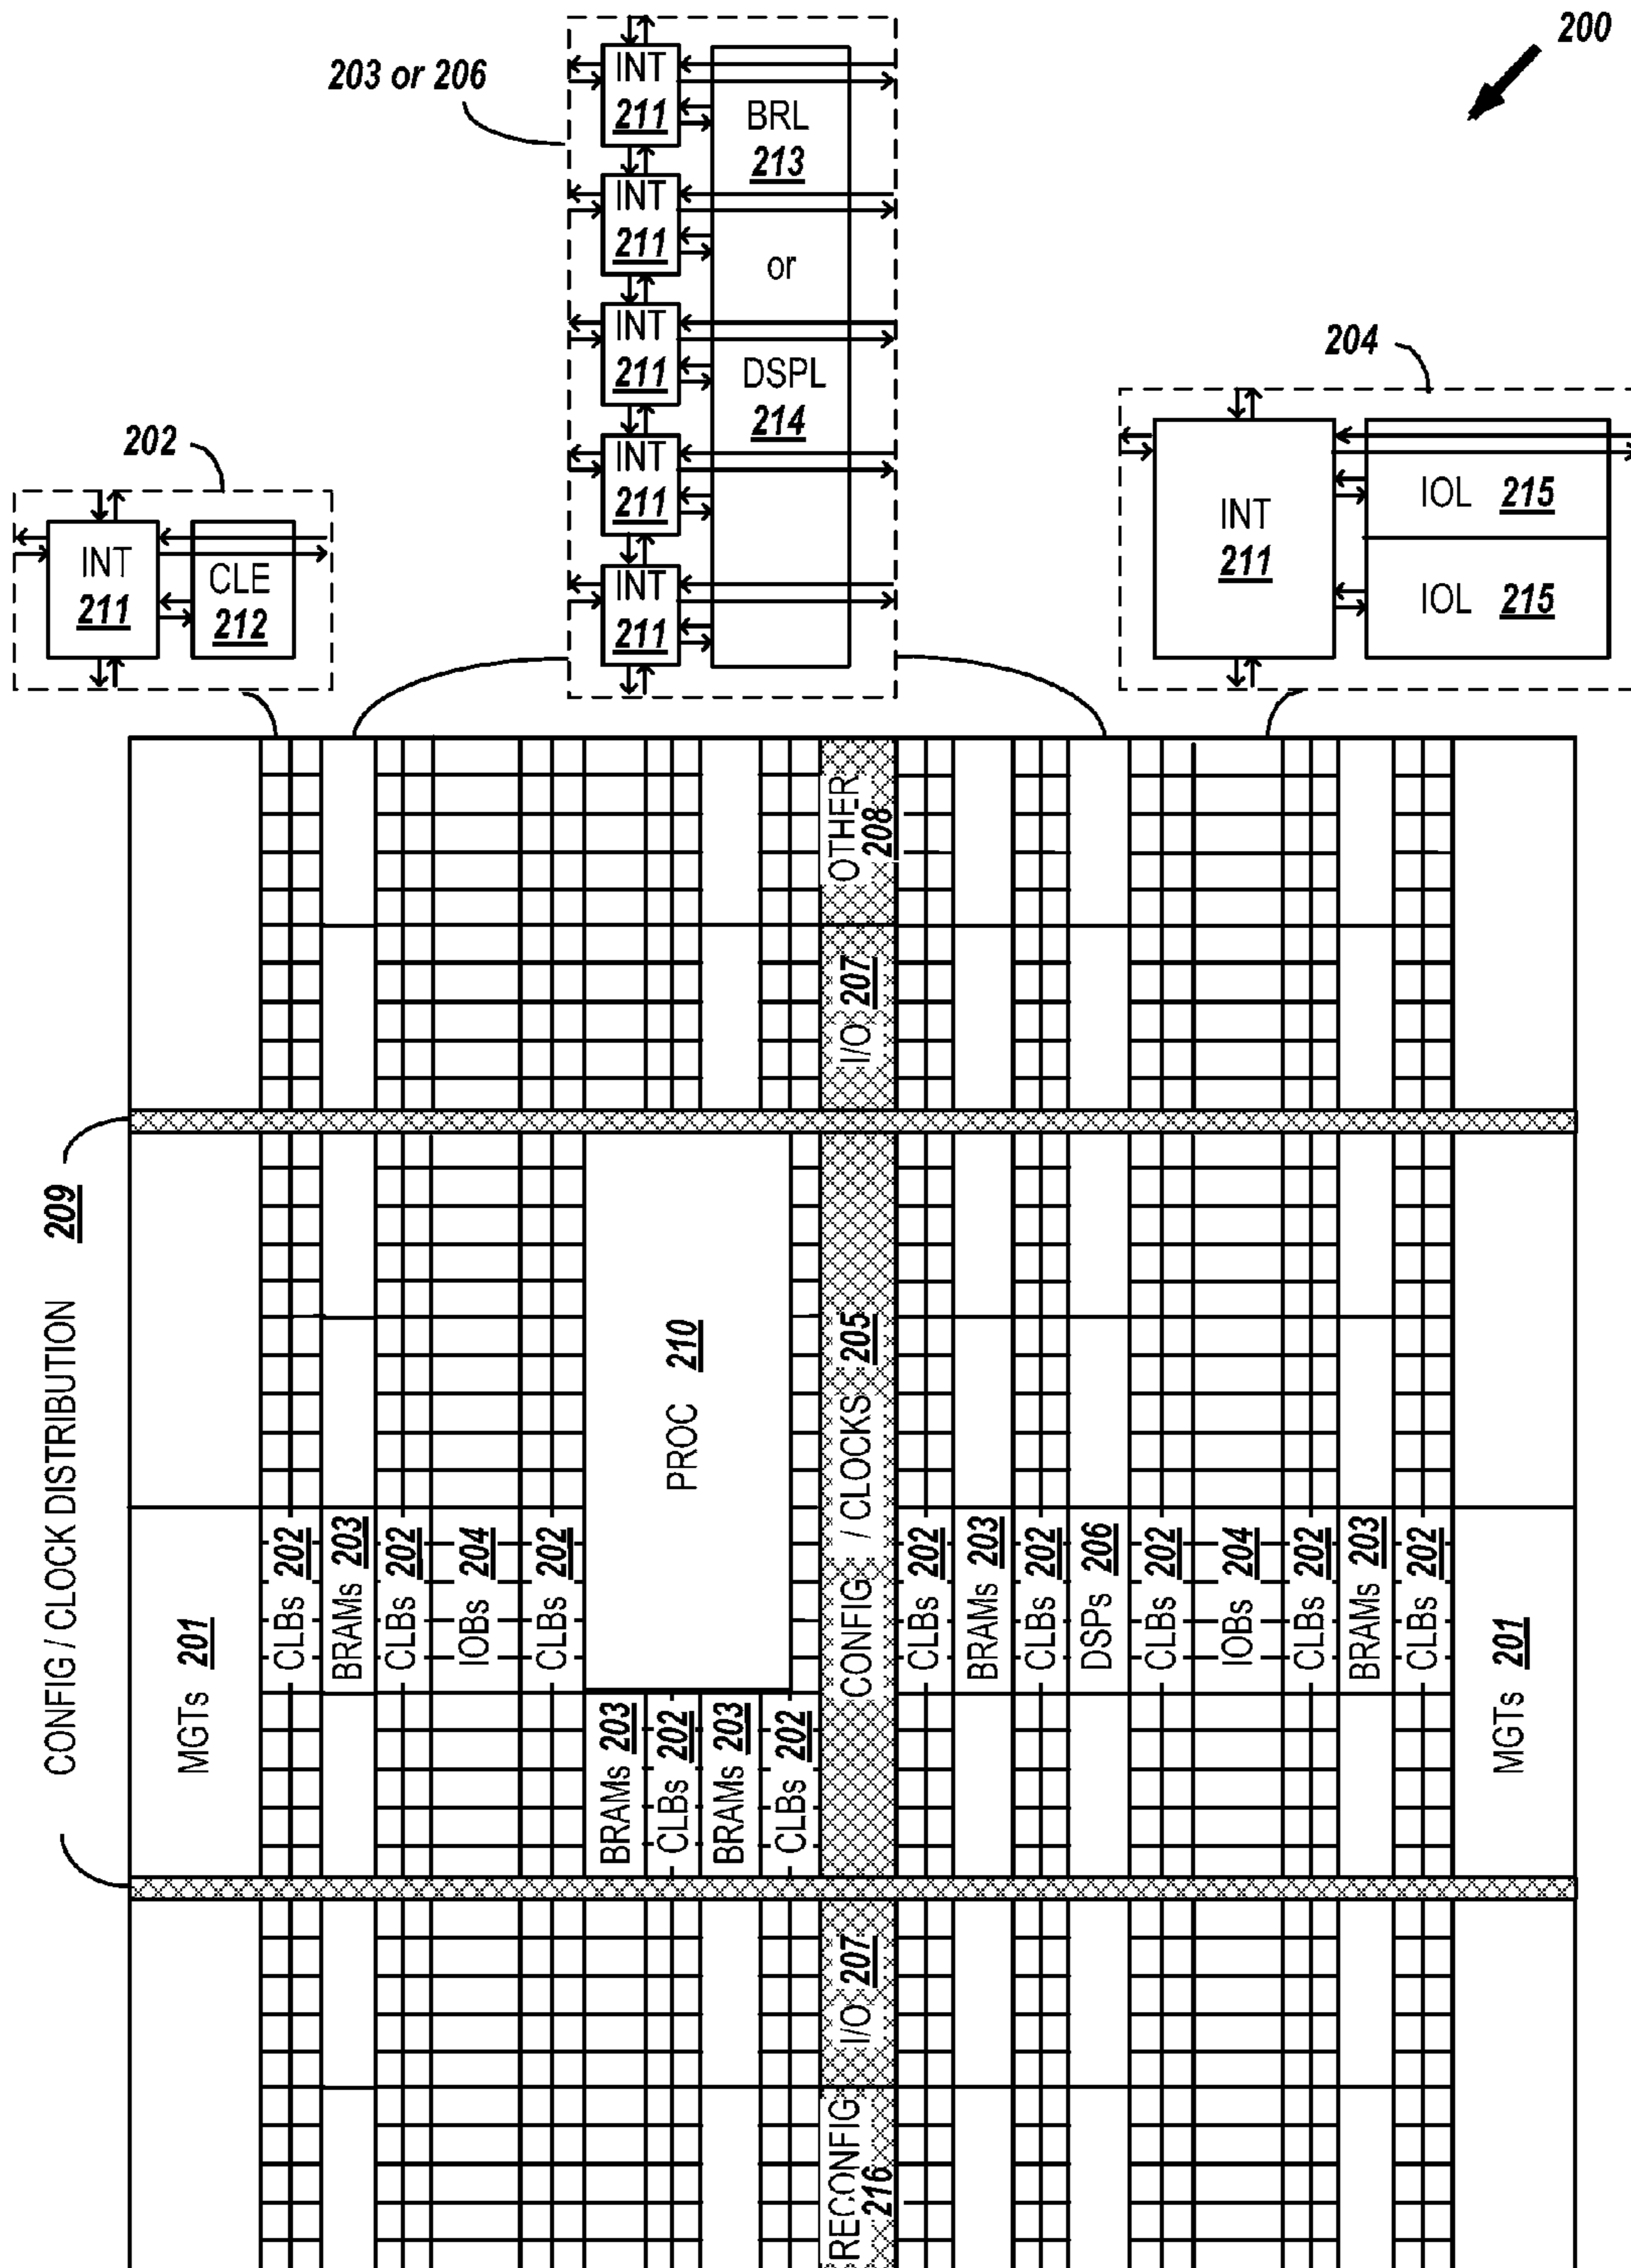 200
203 or 206
INT
211
INT
211
INT
211
INT
211
INT
211
BRL
213
or
DSPL
214
204
INT
211
IOL 215
IOL 215
202
INT
211
CLE
212
OTHER
208
I/O 207
CONFIG / CLOCK DISTRIBUTION 209
PROC 210
CONFIG / CLOCKS 205
MGTs 201
CLBs 202
BRAMs 203
CLBs 202
IOBs 204
CLBs 202
BRAMs 203
CLBs 202
BRAMs 203
CLBs 202
CLBs 202
BRAMs 203
CLBs 202
DSPs 206
CLBs 202
IOBs 204
CLBs 202
BRAMs 203
CLBs 202
MGTs 201
I/O 207
RECONFIG
216